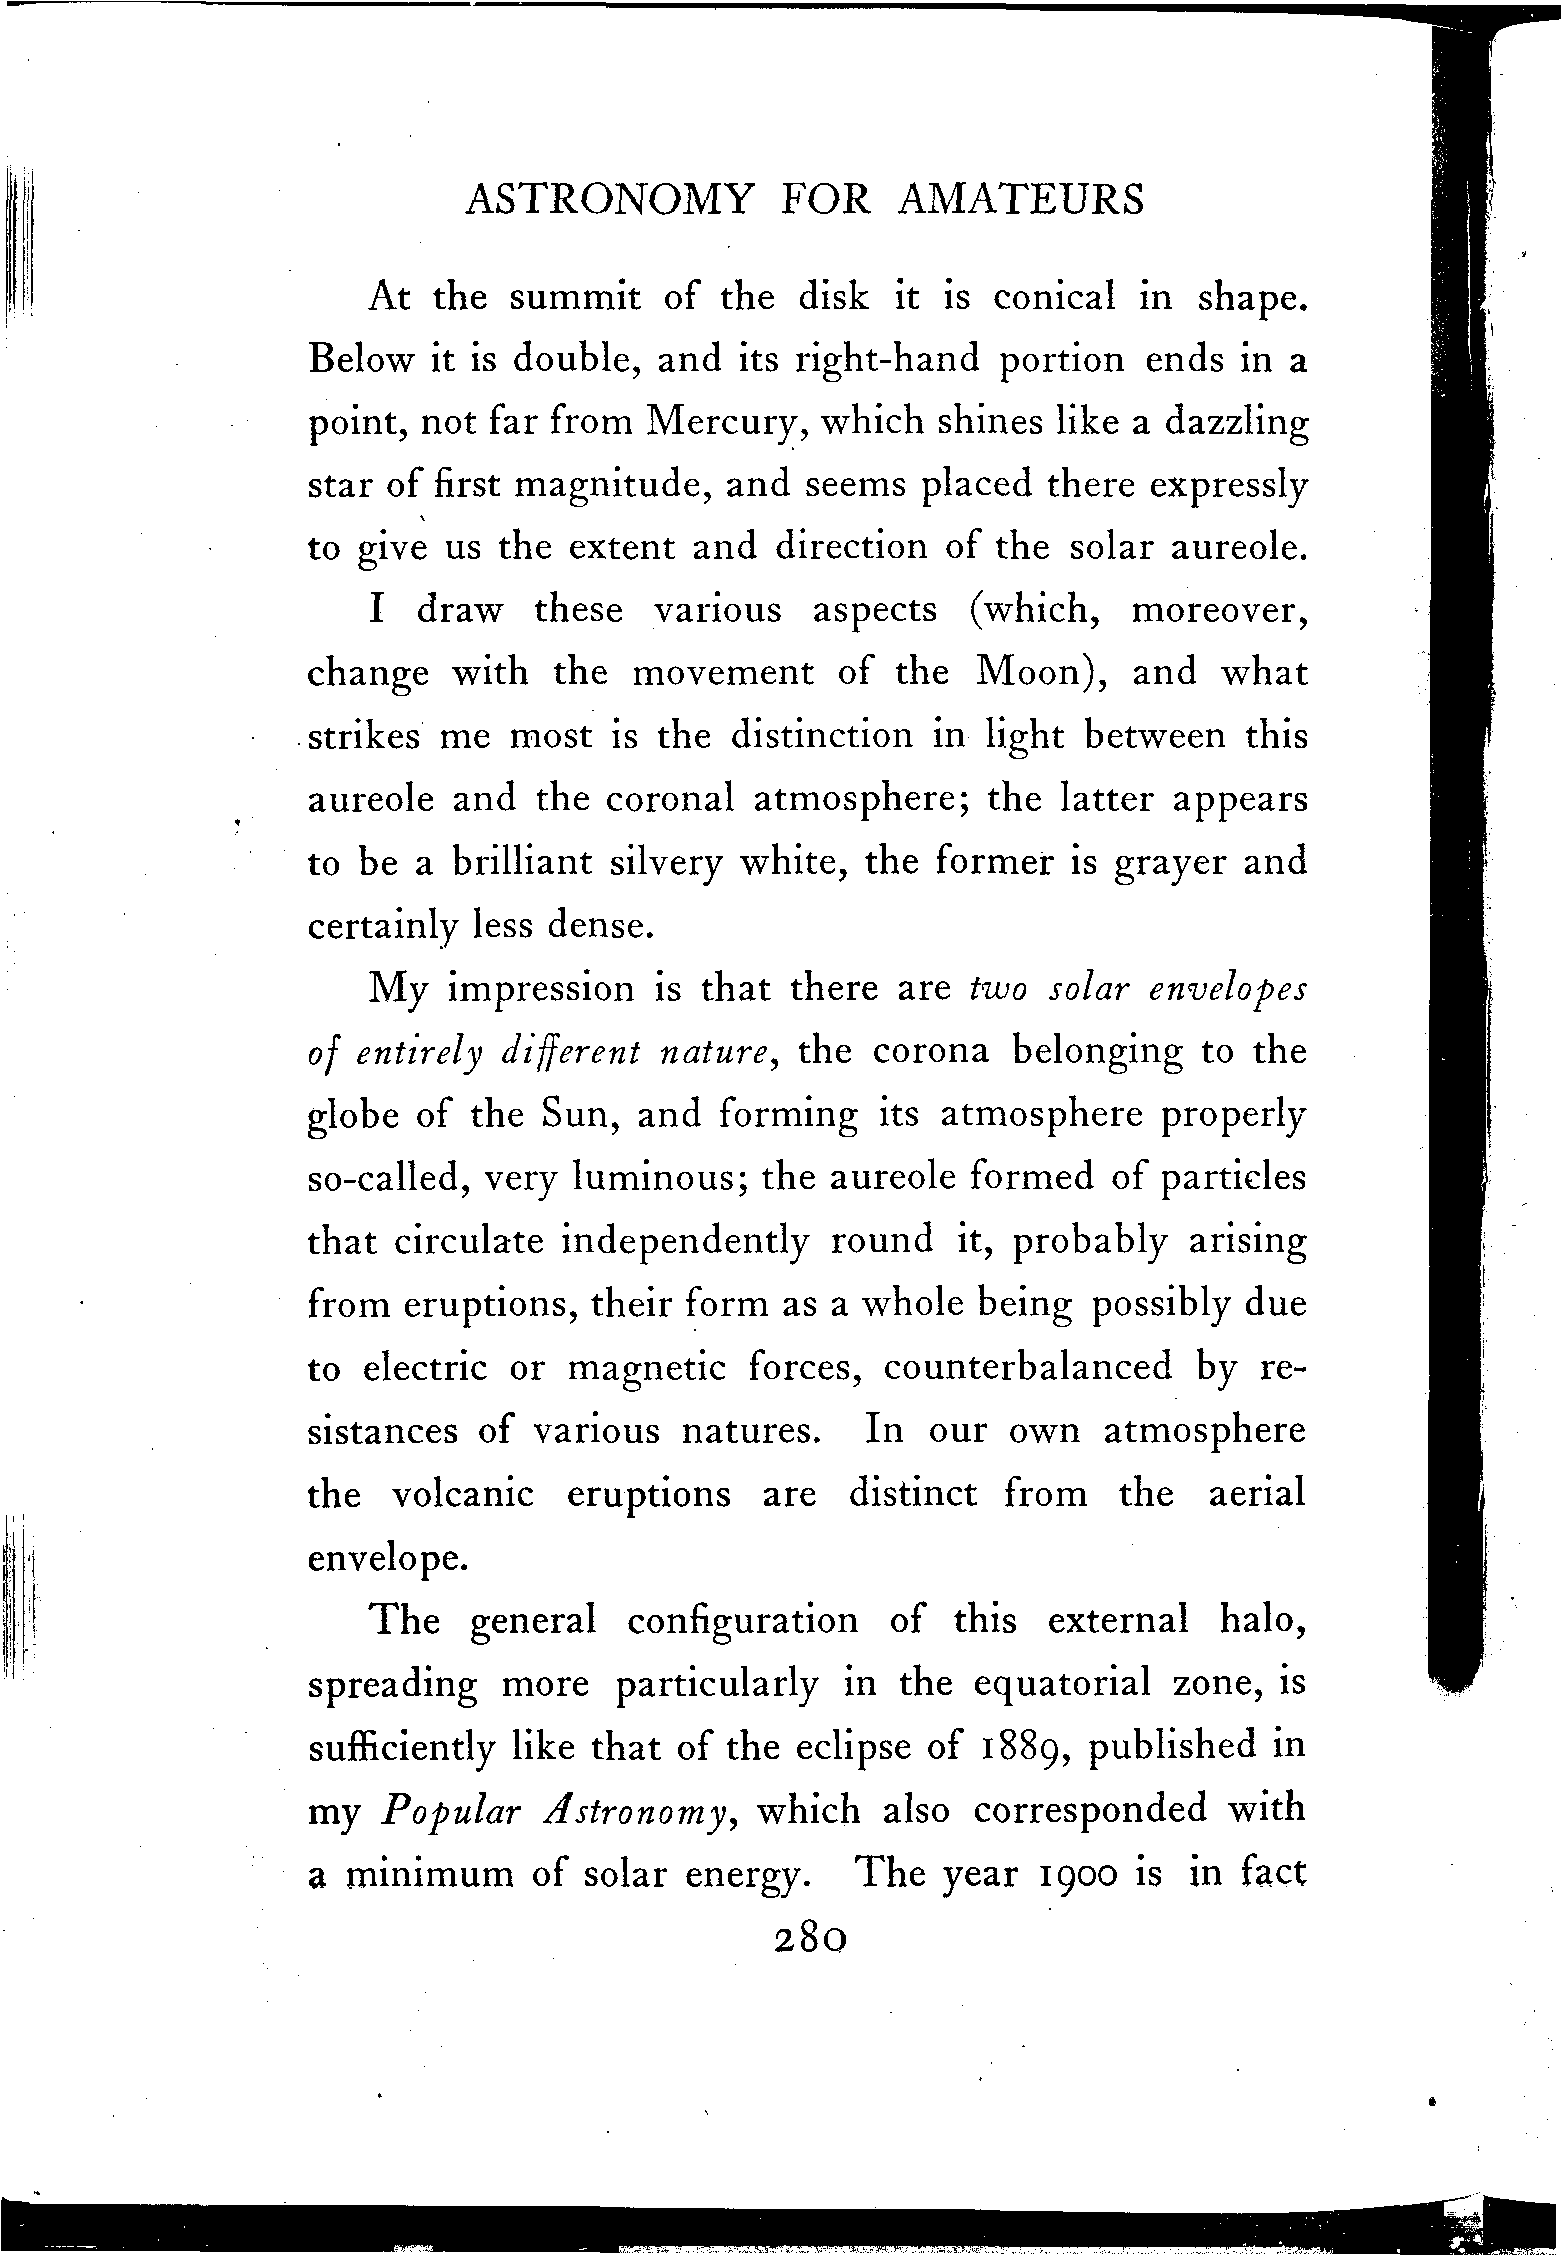 ASTRONOMY FOR AMATEURS
At the summit of the disk it is conical in shape.
Below it is double, and its right-hand portion ends in a
point, not far from Mercury, which shines like a dazzling
star of first magnitude, and seems placed there expressly
to give us the extent and direction of the solar aureole.
I draw these various aspects (which, moreover,
change with the movement of the Moon), and what
strikes me most is the distinction in light between this
aureole and the coronal atmosphere; the latter appears
to be a brilliant silvery white, the former is grayer and
certainly less dense.
My impression is that there are two solar envelopes
of entirely different nature, the corona belonging to the
globe of the Sun, and forming its atmosphere properly
so-called, very luminous; the aureole formed of particles
that circulate independently round it, probably arising
from eruptions, their form as a whole being possibly due
to electric or magnetic forces, counterbalanced by re-
sistances of various natures. In our own atmosphere
the volcanic eruptions are distinct from the aerial
envelope.
The general configuration of this external halo,
spreading more particularly in the equatorial zone, is
sufficiently like that of the eclipse of 1889, published in
my Popular Astronomy, which also corresponded with
a minimum of solar energy. The year 1900 is in fact
280